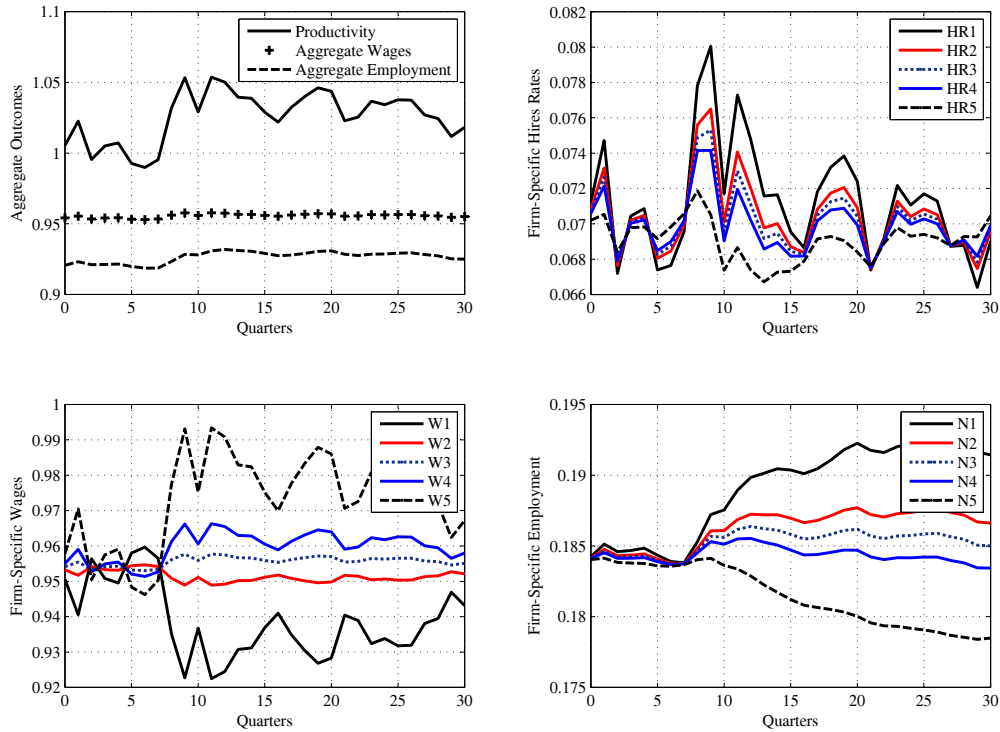 1.1
1.05
1
0.95
0.9
Aggregate Outcomes
Productivity
Aggregate Wages
Aggregate Employment
0 5 10 15 20 25 30
Quarters
0.082
0.08
0.078
0.076
0.074
0.072
0.07
0.068
0.066
Firm-Specific Hires Rates
HR1
HR2
HR3
HR4
HR5
0 5 10 15 20 25 30
Quarters
1
0.99
0.98
0.97
0.96
0.95
0.94
0.93
0.92
Firm-Specific Wages
W1
W2
W3
W4
W5
0 5 10 15 20 25 30
Quarters
0.195
0.19
0.185
0.18
0.175
Firm-Specific Employment
N1
N2
N3
N4
N5
0 5 10 15 20 25 30
Quarters